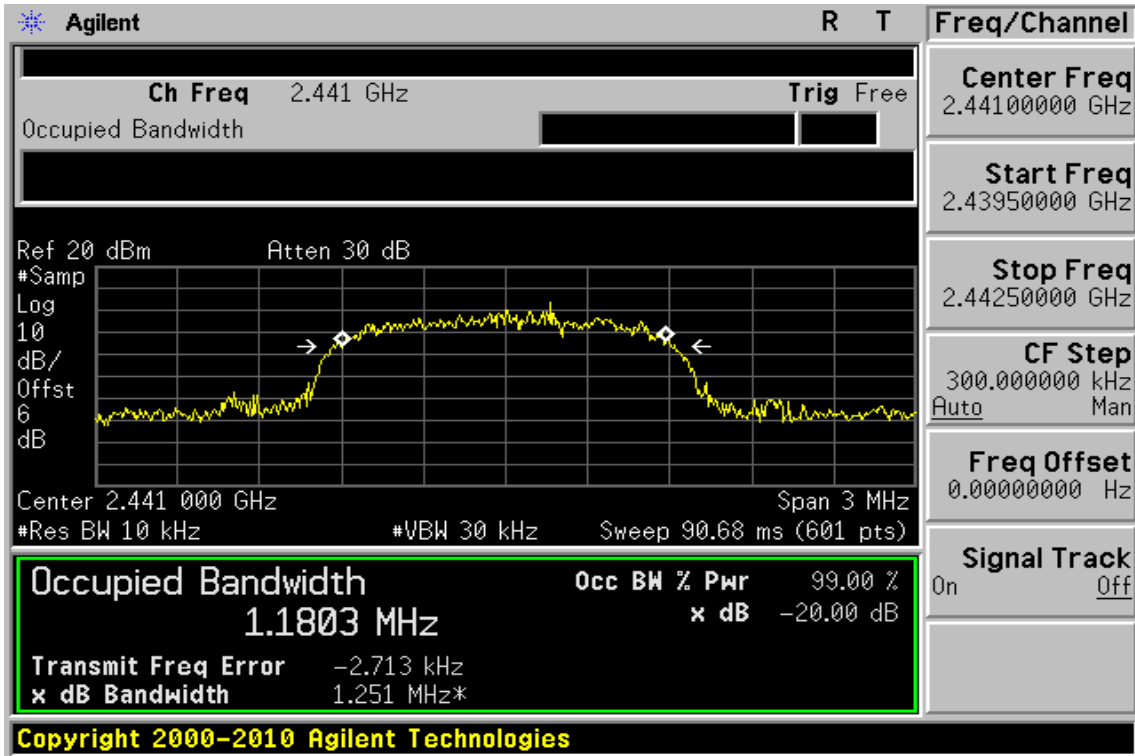 Agilent R T Freq/Channel
Ch Freq 2.441 GHz Trig Free
Occupied Bandwidth
Center Freq
2.44100000 GHz
Start Freq
2.43950000 GHz
Stop Freq
2.44250000 GHz
CF Step
300.000000 kHz
Auto Man
Freq Offset
0.00000000 Hz
Signal Track
On Off
Ref 20 dBm Atten 30 dB
#Samp
Log
10
dB/
Offst
6
dB
Center 2.441 000 GHz Span 3 MHz
#Res BW 10 kHz #VBW 30 kHz Sweep 90.68 ms (601 pts)
Occupied Bandwidth Occ BW % Pwr 99.00 %
1.1803 MHz x dB -20.00 dB
Transmit Freq Error -2.713 kHz
x dB Bandwidth 1.251 MHz*
Copyright 2000-2010 Agilent Technologies